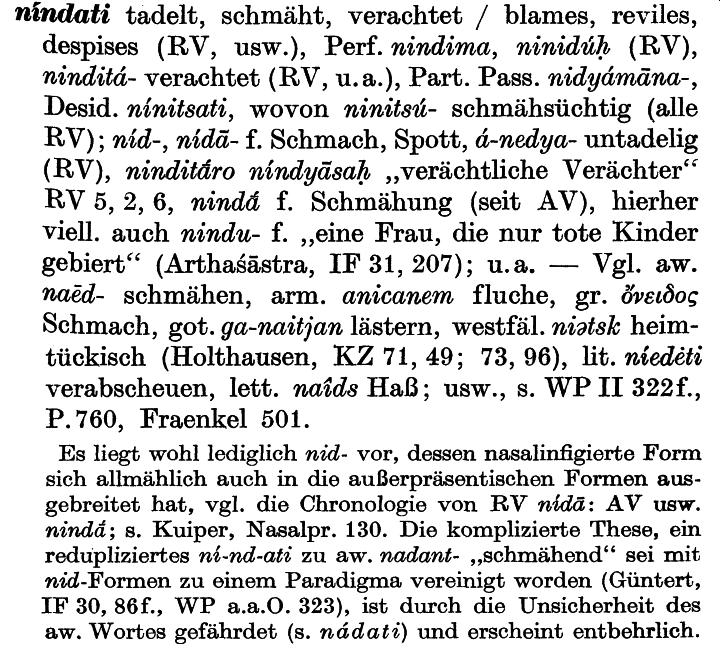 níndati tadelt, schmäht, verachtet / blames, reviles,
despises (RV, usw.), Perf. nindima, ninidúḥ (RV),
ninditá- verachtet (RV, u.a.), Part. Pass. nidyámāna-,
Desid. nínitsati, wovon ninitsú- schmähsüchtig (alle
RV); níd-, nídā- f. Schmach, Spott, á-nedya- untadelig
(RV), ninditā́ro níndyāsaḥ „verächtliche Verächter“
RV 5, 2, 6, nindā́ f. Schmähung (seit AV), hierher
viell. auch nindu- f. „eine Frau, die nur tote Kinder
gebiert“ (Arthaśāstra, IF 31, 207); u.a. — Vgl. aw.
naēd- schmähen, arm. anicanem fluche, gr. ὄνειδος
Schmach, got. ga-naitjan lästern, westfäl. niətsk heim-
tückisch (Holthausen, KZ 71, 49; 73, 96), lit. níedėti
verabscheuen, lett. naîds Haß; usw., s. WP II 322f.,
P. 760, Fraenkel 501.
Es liegt wohl lediglich nid- vor, dessen nasalinfigierte Form
sich allmählich auch in die außerpräsentischen Formen aus-
gebreitet hat, vgl. die Chronologie von RV nídā: AV usw.
nindā́; s. Kuiper, Nasalpr. 130. Die komplizierte These, ein
redupliziertes ní-nd-ati zu aw. nadant- „schmähend“ sei mit
nid-Formen zu einem Paradigma vereinigt worden (Güntert,
IF 30, 86f., WP a.a.O. 323), ist durch die Unsicherheit des
aw. Wortes gefährdet (s. nádati) und erscheint entbehrlich.